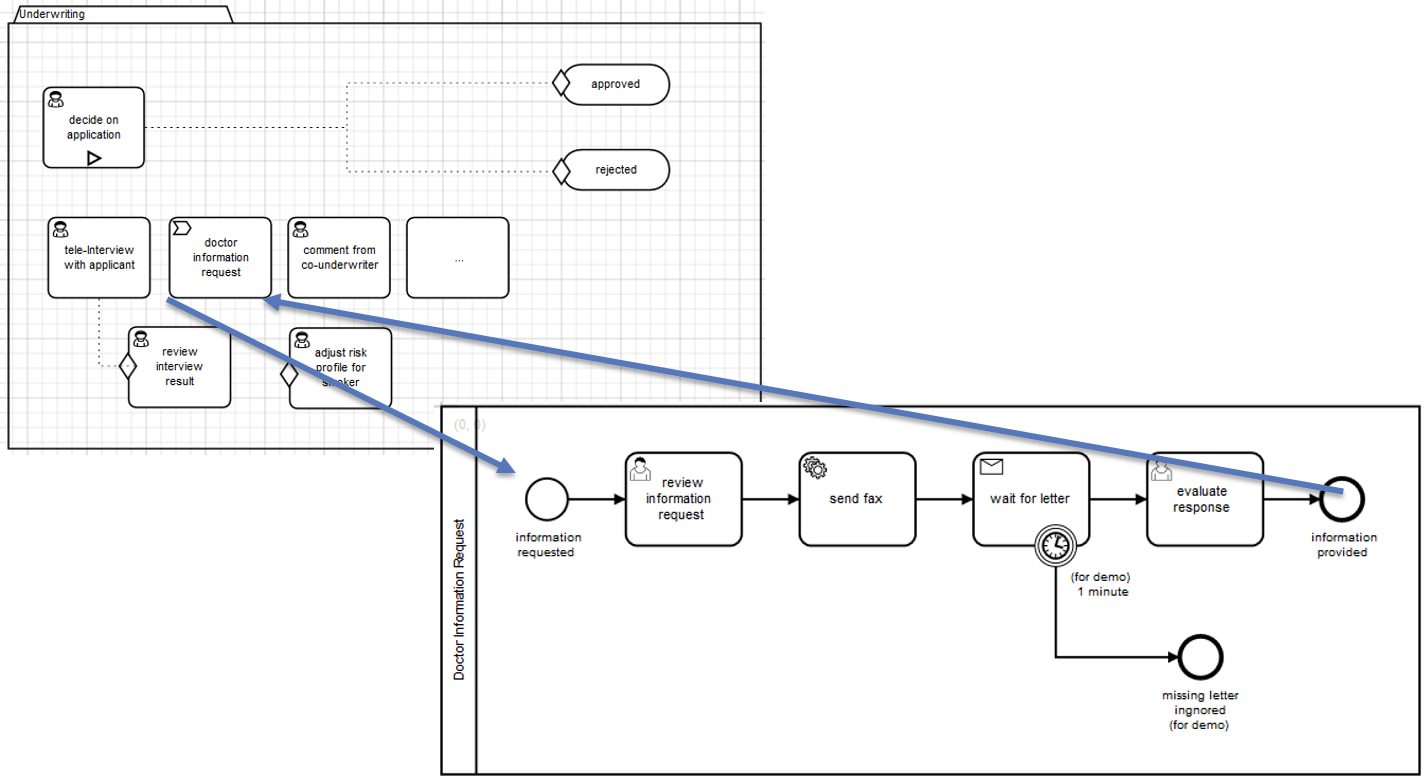 Underwriting
approved
decide on
application
rejected
tele-Interview
with applicant
doctor
information
request
comment from
co-underwriter
...
review
interview
result
adjust risk
profile for
smoker
(0, 0)
Doctor Information Request
information
requested
review
information
request
send fax
wait for letter
evaluate
response
information
provided
(for demo)
1 minute
missing letter
ingnored
(for demo)